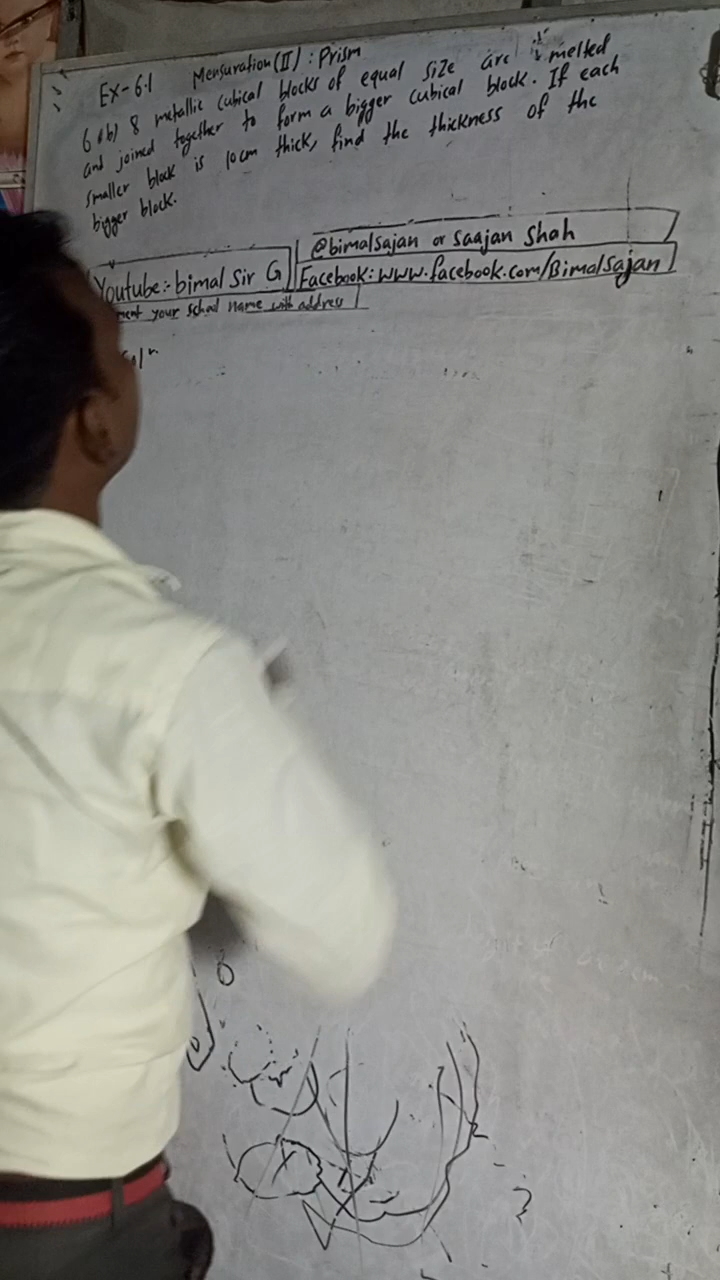 Ex-6.1 Mensuration(II) : Prism
6 (b) 8 metallic cubical blocks of equal size are melted
and joined together to form a bigger cubical block. If each
smaller block is 10cm thick, find the thickness of the
bigger block.
@bimalsajan or Saajan Shah
Youtube:- bimal Sir G Facebook: www.facebook.com/BimalSajan
your school name with address